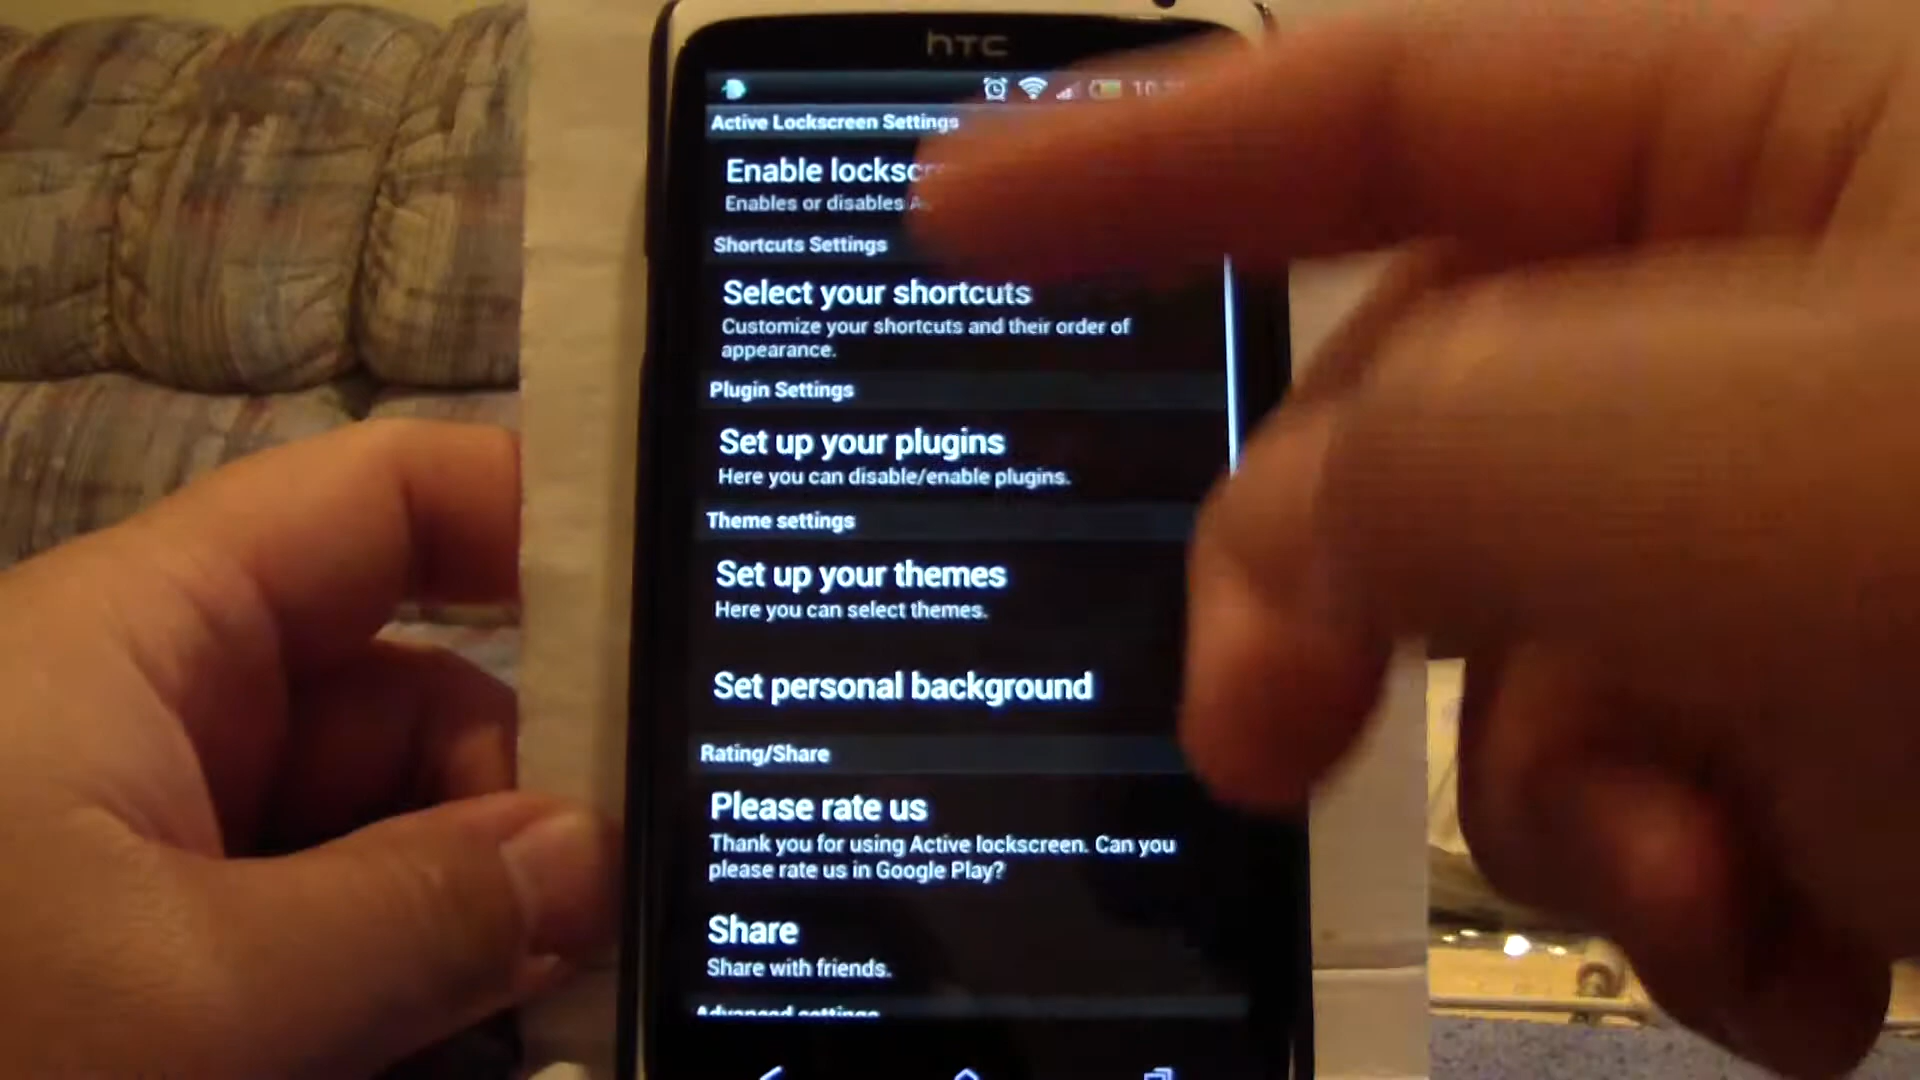 hTC
Active Lockscreen Settings
Enable
Enables or disables
Shortcuts Settings
Select your shortcuts
Customize your shortcuts and their order of
appearance.
Plugin Settings
Set up your plugins
Here you can disable/enable plugins.
Theme settings
Set up your themes
Here you can select themes.
Set personal background
Rating/Share
Please rate us
Thank you for using Active lockscreen. Can you
please rate us in Google Play?
Share
Share with friends.
Advanced settings